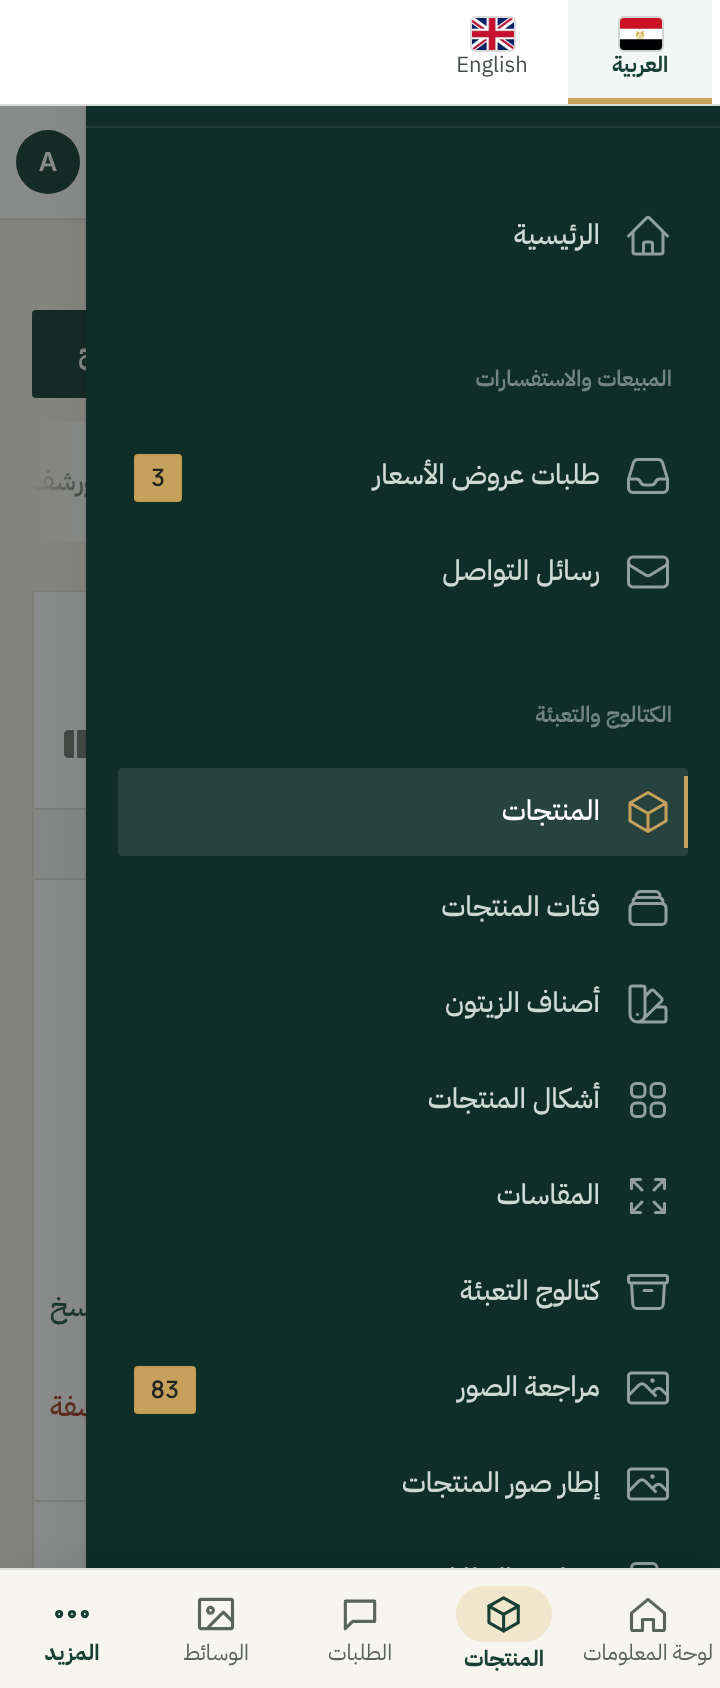 العربية
English
A
الرئيسية
المبيعات والاستفسارات
طلبات عروض الأسعار
3
رسائل التواصل
الكتالوج والتعبئة
المنتجات
فئات المنتجات
أصناف الزيتون
أشكال المنتجات
المقاسات
كتالوج التعبئة
مراجعة الصور
83
إطار صور المنتجات
لوحة المعلومات
المنتجات
الطلبات
الوسائط
المزيد